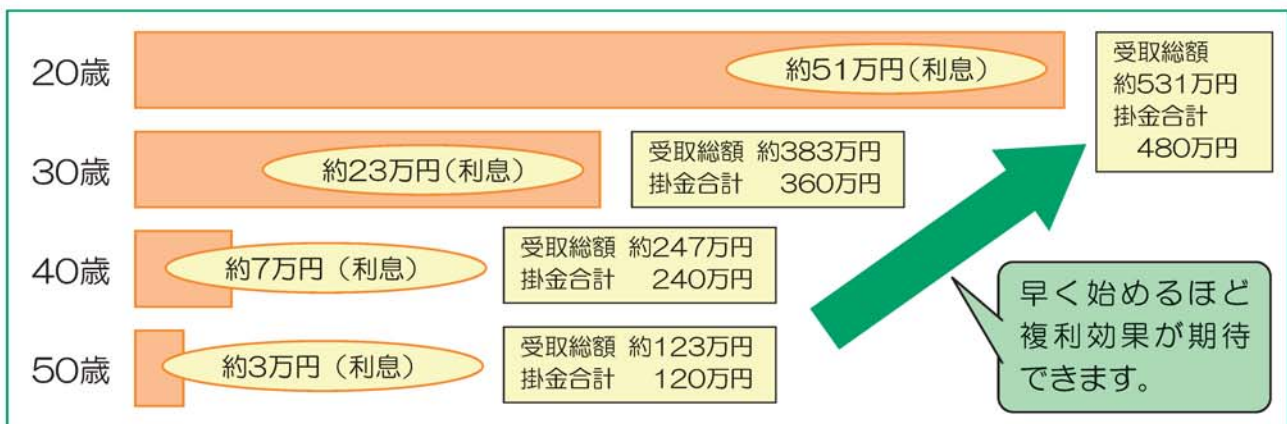 20歳
約51万円(利息)
受取総額
約531万円
掛金合計
480万円
30歳
約23万円(利息)
受取総額 約383万円
掛金合計 360万円
40歳
約7万円(利息)
受取総額 約247万円
掛金合計 240万円
50歳
約3万円(利息)
受取総額 約123万円
掛金合計 120万円
早く始めるほど
複利効果が期待
できます。